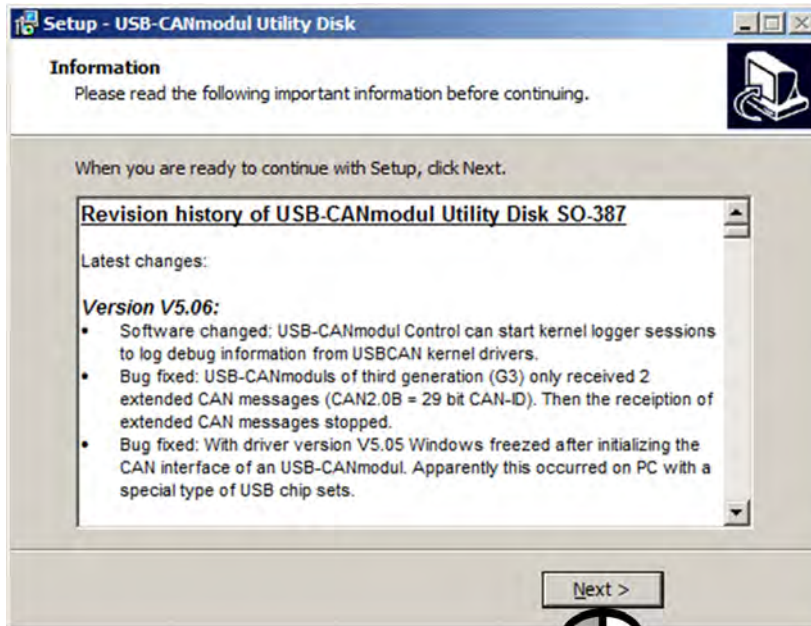 Setup - USB-CANmodul Utility Disk
Information
Please read the following important information before continuing.
When you are ready to continue with Setup, click Next.
Revision history of USB-CANmodul Utility Disk SO-387
Latest changes:
Version V5.06:
• Software changed: USB-CANmodul Control can start kernel logger sessions
to log debug information from USBCAN kernel drivers.
• Bug fixed: USB-CANmoduls of third generation (G3) only received 2
extended CAN messages (CAN2.0B = 29 bit CAN-ID). Then the receiption of
extended CAN messages stopped.
• Bug fixed: With driver version V5.05 Windows freezed after initializing the
CAN interface of an USB-CANmodul. Apparently this occurred on PC with a
special type of USB chip sets.
Next >